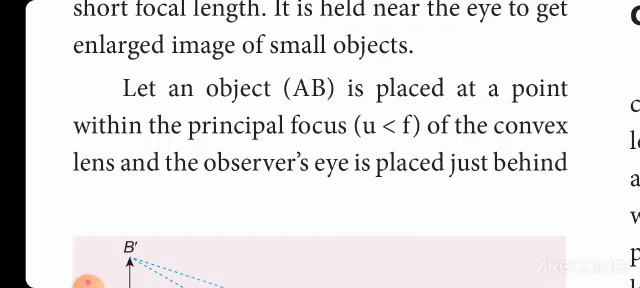 short focal length. It is held near the eye to get
enlarged image of small objects.
Let an object (AB) is placed at a point
within the principal focus (u < f) of the convex
lens and the observer's eye is placed just behind
B′